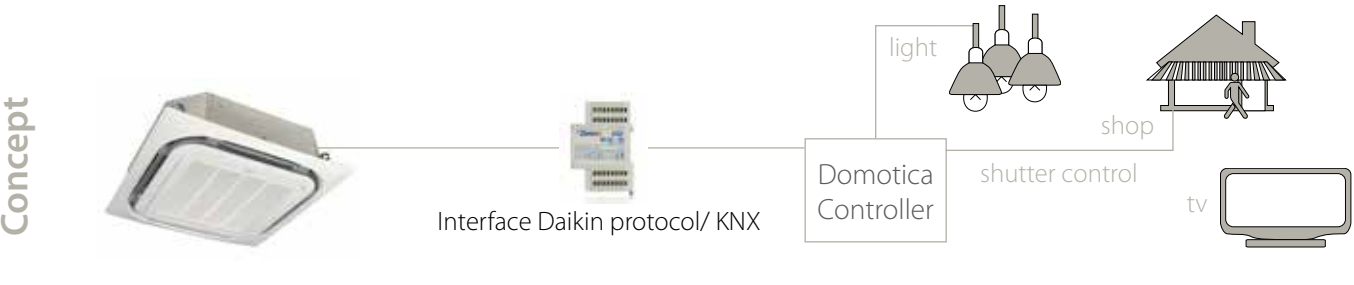 Concept
light
shop
Domotica
Controller
shutter control
tv
Interface Daikin protocol/ KNX